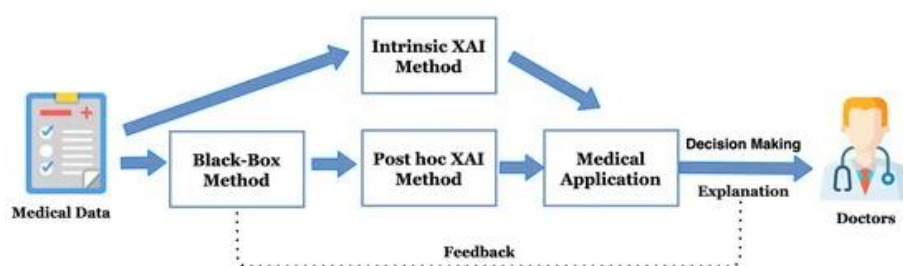 Intrinsic XAI
Method
Medical Data
Black-Box
Method
Post hoc XAI
Method
Medical
Application
Decision Making
Explanation
Doctors
Feedback